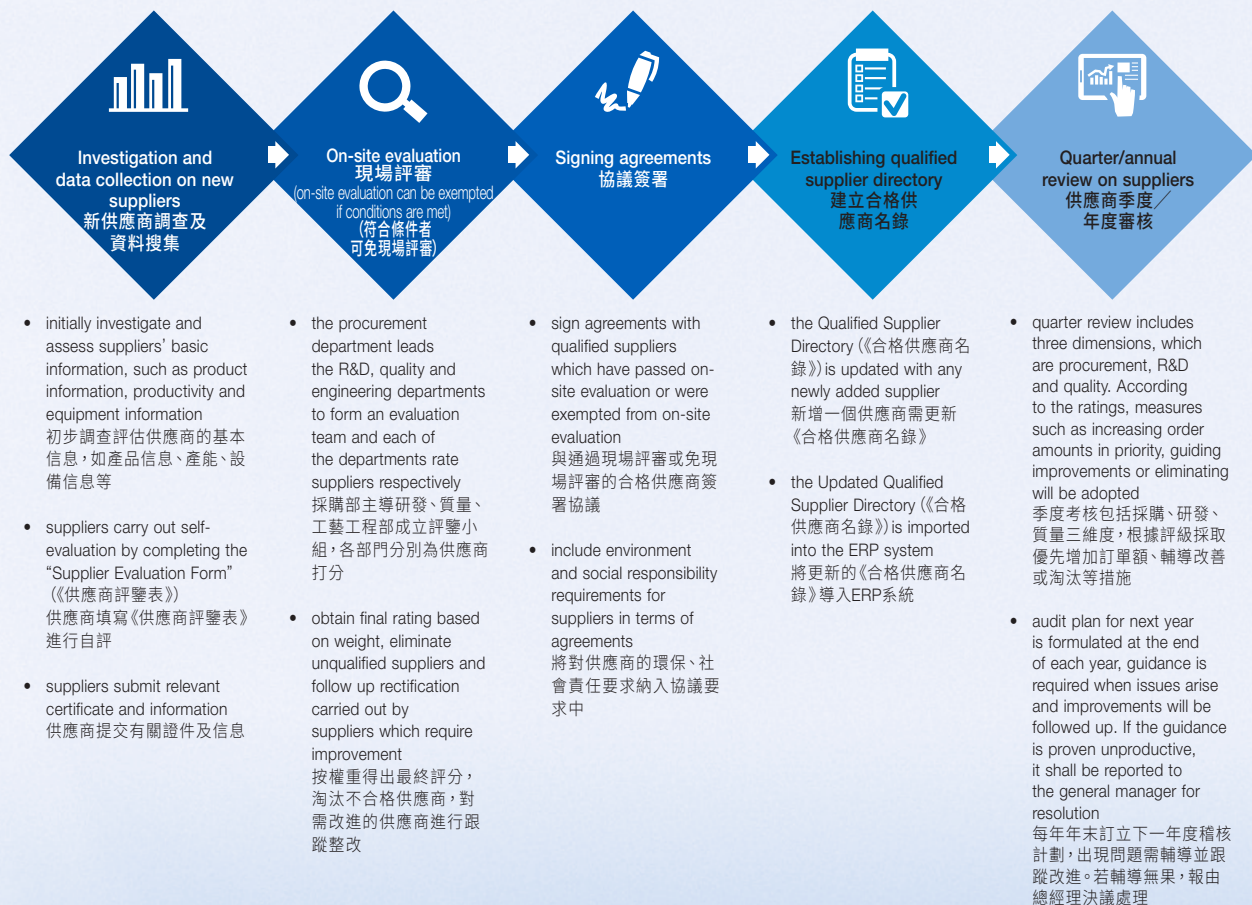 Investigation and
data collection on new
suppliers
新供應商調查及
資料搜集
On-site evaluation
現場評審
(on-site evaluation can be exempted
if conditions are met)
(符合條件者
可免現場評審)
Signing agreements
協議簽署
Establishing qualified
supplier directory
建立合格供
應商名錄
Quarter/annual
review on suppliers
供應商季度／
年度審核
• initially investigate and
assess suppliers' basic
information, such as product
information, productivity and
equipment information
初步調查評估供應商的基本
信息，如產品信息、產能、設
備信息等
• suppliers carry out self-
evaluation by completing the
“Supplier Evaluation Form”
(《供應商評鑒表》)
供應商填寫《供應商評鑒表》
進行自評
• suppliers submit relevant
certificate and information
供應商提交有關證件及信息
• the procurement
department leads
the R&D, quality and
engineering departments
to form an evaluation
team and each of
the departments rate
suppliers respectively
採購部主導研發、質量、
工藝工程部成立評鑒小
組，各部門分別為供應商
打分
• obtain final rating based
on weight, eliminate
unqualified suppliers and
follow up rectification
carried out by
suppliers which require
improvement
按權重得出最終評分，
淘汰不合格供應商，對
需改進的供應商進行跟
蹤整改
• sign agreements with
qualified suppliers
which have passed on-
site evaluation or were
exempted from on-site
evaluation
與通過現場評審或免現
場評審的合格供應商簽
署協議
• include environment
and social responsibility
requirements for
suppliers in terms of
agreements
將對供應商的環保、社
會責任要求納入協議要
求中
• the Qualified Supplier
Directory (《合格供應商名
錄》) is updated with any
newly added supplier
新增一個供應商需更新
《合格供應商名錄》
• the Updated Qualified
Supplier Directory (《合格
供應商名錄》) is imported
into the ERP system
將更新的《合格供應商名
錄》導入ERP系統
• quarter review includes
three dimensions, which
are procurement, R&D
and quality. According
to the ratings, measures
such as increasing order
amounts in priority, guiding
improvements or eliminating
will be adopted
季度考核包括採購、研發、
質量三維度，根據評級採取
優先增加訂單額、輔導改善
或淘汰等措施
• audit plan for next year
is formulated at the end
of each year, guidance is
required when issues arise
and improvements will be
followed up. If the guidance
is proven unproductive,
it shall be reported to
the general manager for
resolution
每年年末訂立下一年度稽核
計劃，出現問題需輔導並跟
蹤改進。若輔導無果，報由
總經理決議處理